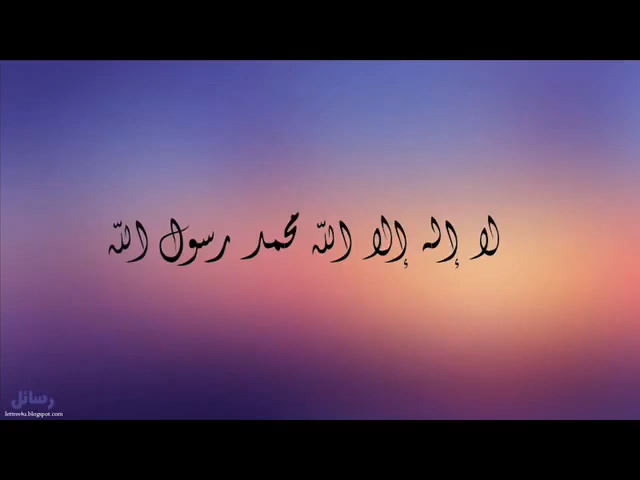 لا إله إلا الله محمد رسول الله
رسائل
lettres4u.blogspot.com